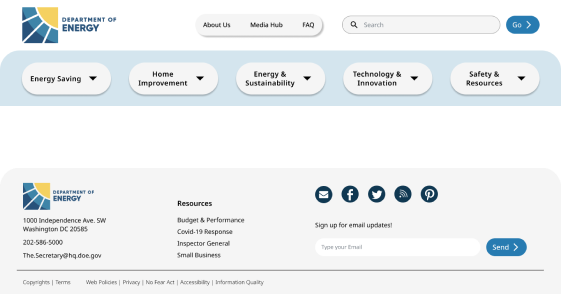 DEPARTMENT OF
ENERGY
About Us Media Hub FAQ
Search
Go
Energy Saving
Home
Improvement
Energy &
Sustainability
Technology &
Innovation
Safety &
Resources
DEPARTMENT OF
ENERGY
1000 Independence Ave. SW
Washington DC 20585
202-586-5000
The.Secretary@hq.doe.gov
Resources
Budget & Performance
Covid-19 Response
Inspector General
Small Business
Sign up for email updates!
Type your Email
Send
Copyrights | Terms Web Policies | Privacy | No Fear Act | Accessibility | Information Quality